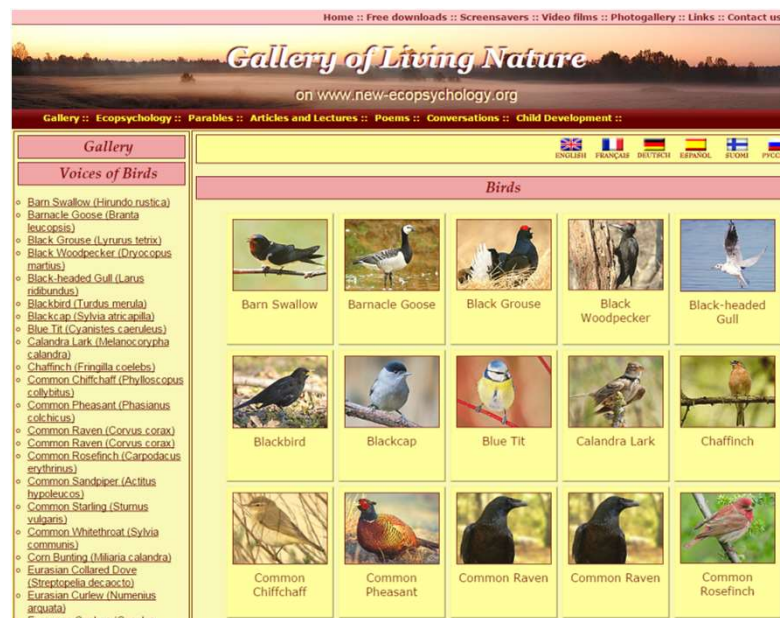 Home :: Free downloads :: Screensavers :: Video films :: Photogallery :: Links :: Contact us
Gallery of Living Nature
on www.new-ecopsychology.org
Gallery :: Ecopsychology :: Parables :: Articles and Lectures :: Poems :: Conversations :: Child Development ::
Gallery
Voices of Birds
Barn Swallow (Hirundo rustica)
Barnacle Goose (Branta
leucopsis)
Black Grouse (Lyrurus tetrix)
Black Woodpecker (Dryocopus
martius)
Black-headed Gull (Larus
ridibundus)
Blackbird (Turdus merula)
Blackcap (Sylvia atricapilla)
Blue Tit (Cyanistes caeruleus)
Calandra Lark (Melanocorypha
calandra)
Chaffinch (Fringilla coelebs)
Common Chiffchaff (Phylloscopus
collybitus)
Common Pheasant (Phasianus
colchicus)
Common Raven (Corvus corax)
Common Raven (Corvus corax)
Common Rosefinch (Carpodacus
erythrinus)
Common Sandpiper (Actitus
hypoleucos)
Common Starling (Sturnus
vulgaris)
Common Whitethroat (Sylvia
communis)
Corn Bunting (Miliaria calandra)
Eurasian Collared Dove
(Streptopelia decaocto)
Eurasian Curlew (Numenius
arquata)
ENGLISH FRANÇAIS DEUTSCH ESPAÑOL SUOMI
Birds
Barn Swallow
Barnacle Goose
Black Grouse
Black
Woodpecker
Black-headed
Gull
Blackbird
Blackcap
Blue Tit
Calandra Lark
Chaffinch
Common
Chiffchaff
Common
Pheasant
Common Raven
Common Raven
Common
Rosefinch